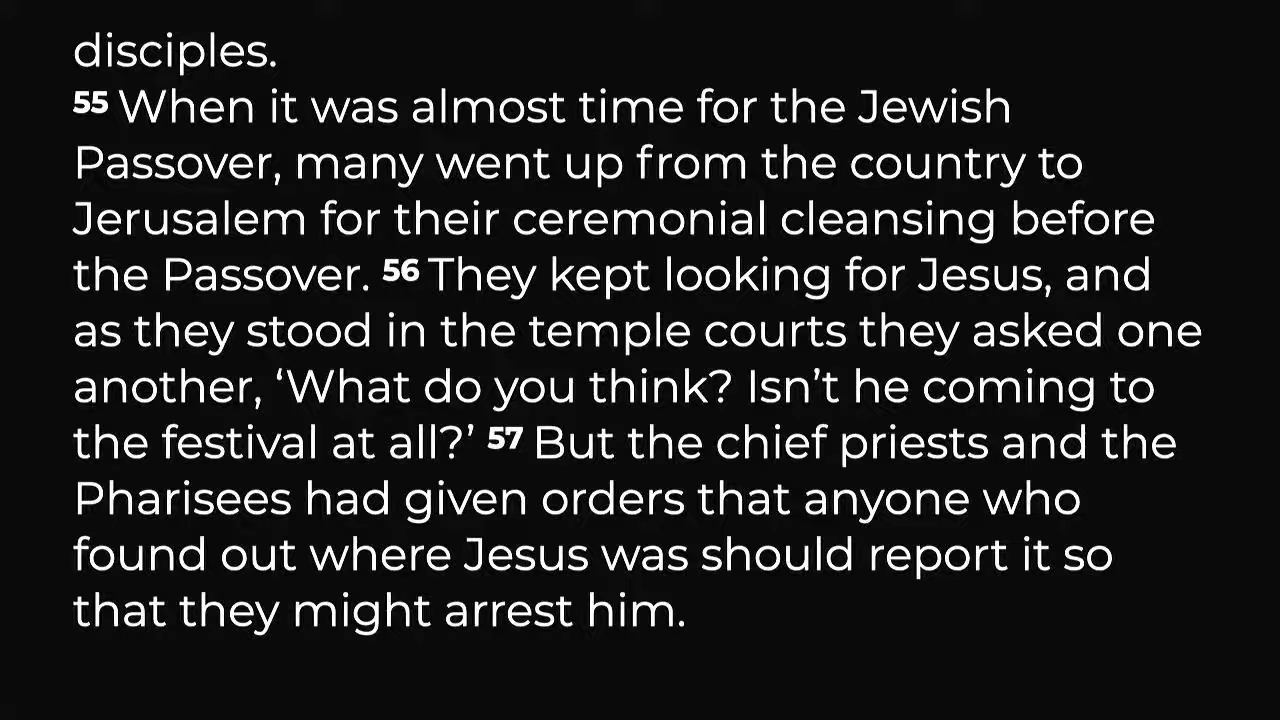 disciples.
55 When it was almost time for the Jewish
Passover, many went up from the country to
Jerusalem for their ceremonial cleansing before
the Passover. 56 They kept looking for Jesus, and
as they stood in the temple courts they asked one
another, ‘What do you think? Isn’t he coming to
the festival at all?’ 57 But the chief priests and the
Pharisees had given orders that anyone who
found out where Jesus was should report it so
that they might arrest him.